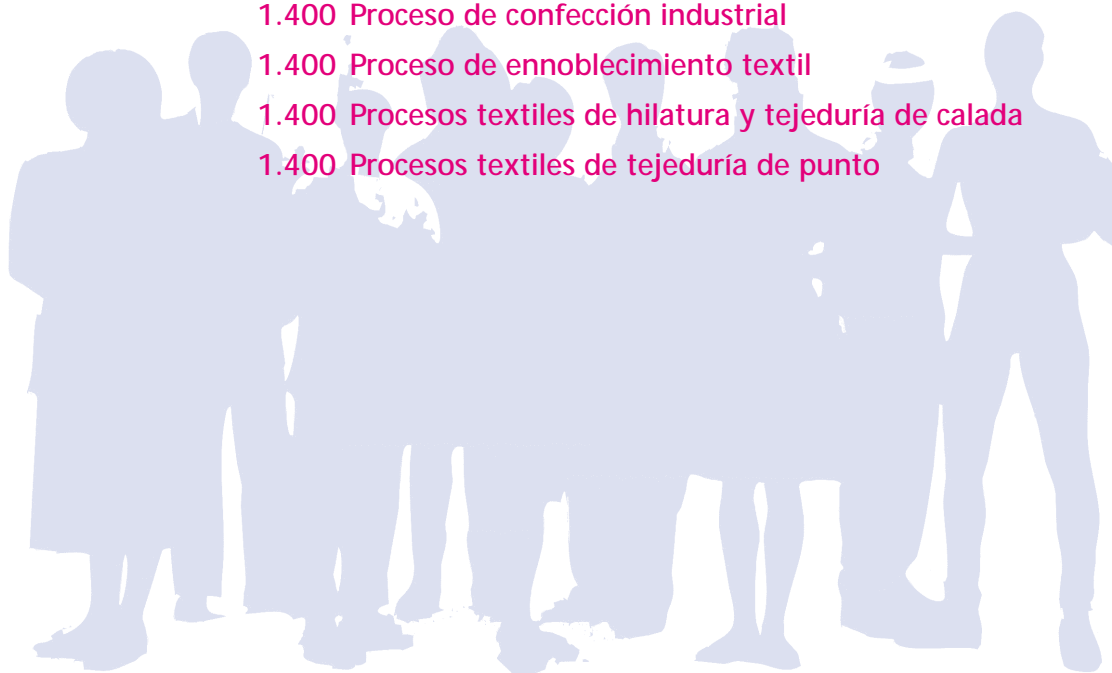 1.400 Proceso de confección industrial
1.400 Proceso de ennoblecimiento textil
1.400 Procesos textiles de hilatura y tejeduría de calada
1.400 Procesos textiles de tejeduría de punto